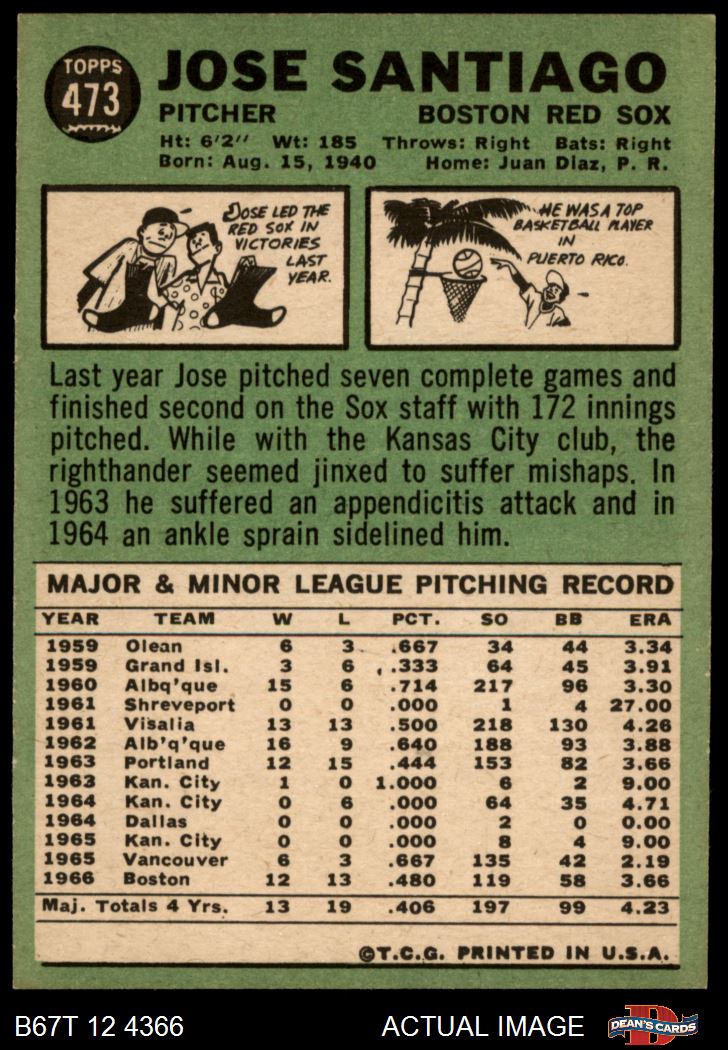 TOPPS
473
JOSE SANTIAGO
PITCHER BOSTON RED SOX
Ht: 6'2" Wt: 185 Throws: Right Bats: Right
Born: Aug. 15, 1940 Home: Juan Diaz, P. R.
JOSE LED THE
RED SOX IN
VICTORIES
LAST
YEAR.
HE WAS A TOP
BASKETBALL PLAYER
IN
PUERTO RICO.
Last year Jose pitched seven complete games and
finished second on the Sox staff with 172 innings
pitched. While with the Kansas City club, the
righthander seemed jinxed to suffer mishaps. In
1963 he suffered an appendicitis attack and in
1964 an ankle sprain sidelined him.
MAJOR & MINOR LEAGUE PITCHING RECORD
YEAR TEAM W L PCT. SO BB ERA
1959 Olean 6 3 .667 34 44 3.34
1959 Grand Isl. 3 6 .333 64 45 3.91
1960 Albq'que 15 6 .714 217 96 3.30
1961 Shreveport 0 0 .000 1 4 27.00
1961 Visalia 13 13 .500 218 130 4.26
1962 Alb'q'que 16 9 .640 188 93 3.88
1963 Portland 12 15 .444 153 82 3.66
1963 Kan. City 1 0 1.000 6 2 9.00
1964 Kan. City 0 6 .000 64 35 4.71
1964 Dallas 0 0 .000 2 0 0.00
1965 Kan. City 0 0 .000 8 4 9.00
1965 Vancouver 6 3 .667 135 42 2.19
1966 Boston 12 13 .480 119 58 3.66
Maj. Totals 4 Yrs. 13 19 .406 197 99 4.23
©T.C.G. PRINTED IN U.S.A.
B67T 12 4366 ACTUAL IMAGE
DEAN'S CARDS